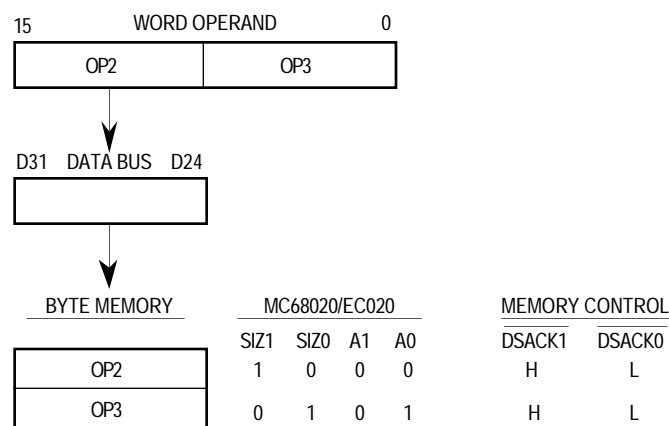 15 WORD OPERAND 0
OP2 OP3
D31 DATA BUS D24
BYTE MEMORY MC68020/EC020 MEMORY CONTROL
SIZ1 SIZ0 A1 A0 DSACK1 DSACK0
OP2 1 0 0 0 H L
OP3 0 1 0 1 H L